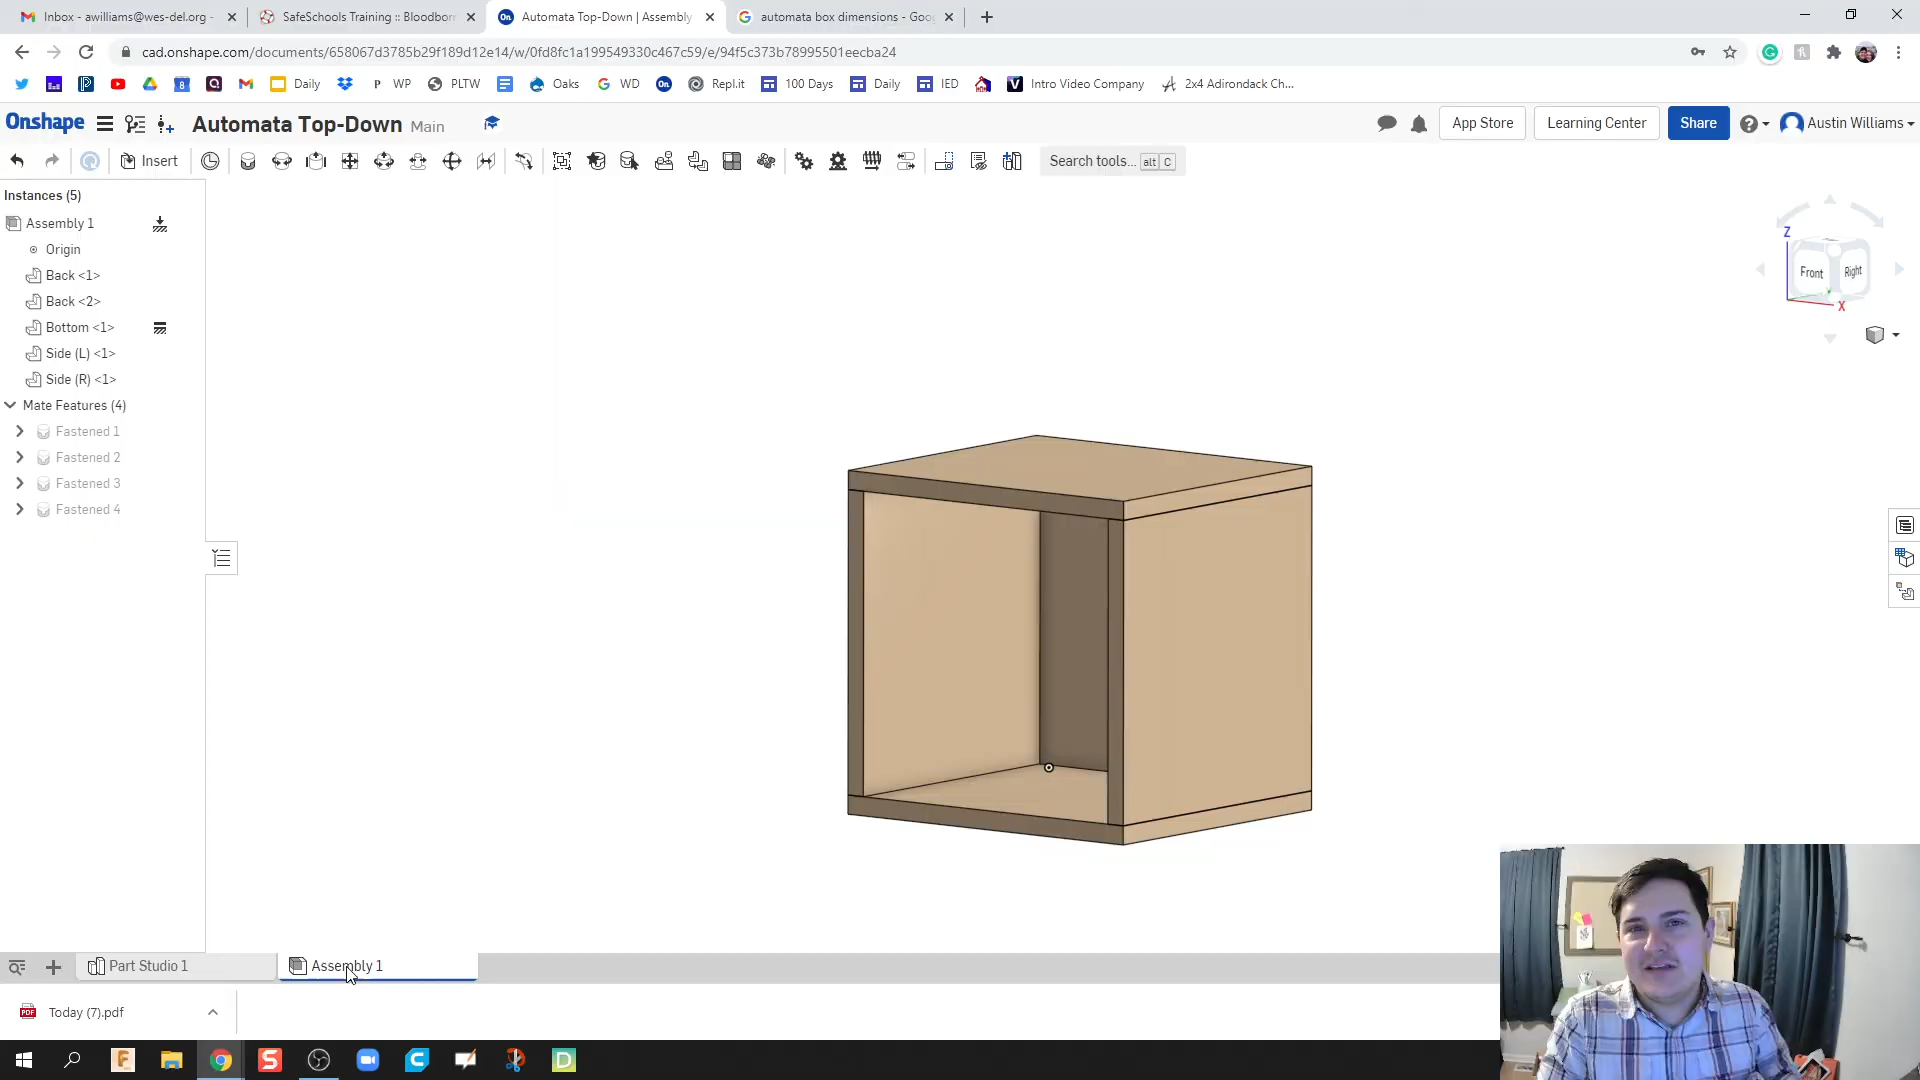 Inbox - awilliams@wes-del.org -
SafeSchools Training :: Bloodborn
Automata Top-Down | Assembly
automata box dimensions - Goo
cad.onshape.com/documents/658067d3785b29f189d12e14/w/0fd8fc1a199549330c467c59/e/94f5c373b78995501eecba24
Daily
P WP
PLTW
Oaks
WD
Repl.it
100 Days
Daily
IED
Intro Video Company
2x4 Adirondack Ch...
Onshape
Automata Top-Down Main
App Store
Learning Center
Share
Austin Williams
Insert
Search tools... alt C
Instances (5)
Assembly 1
Origin
Back <1>
Back <2>
Bottom <1>
Side (L) <1>
Side (R) <1>
Mate Features (4)
Fastened 1
Fastened 2
Fastened 3
Fastened 4
Z
Front
Right
X
Part Studio 1
Assembly 1
Today (7).pdf